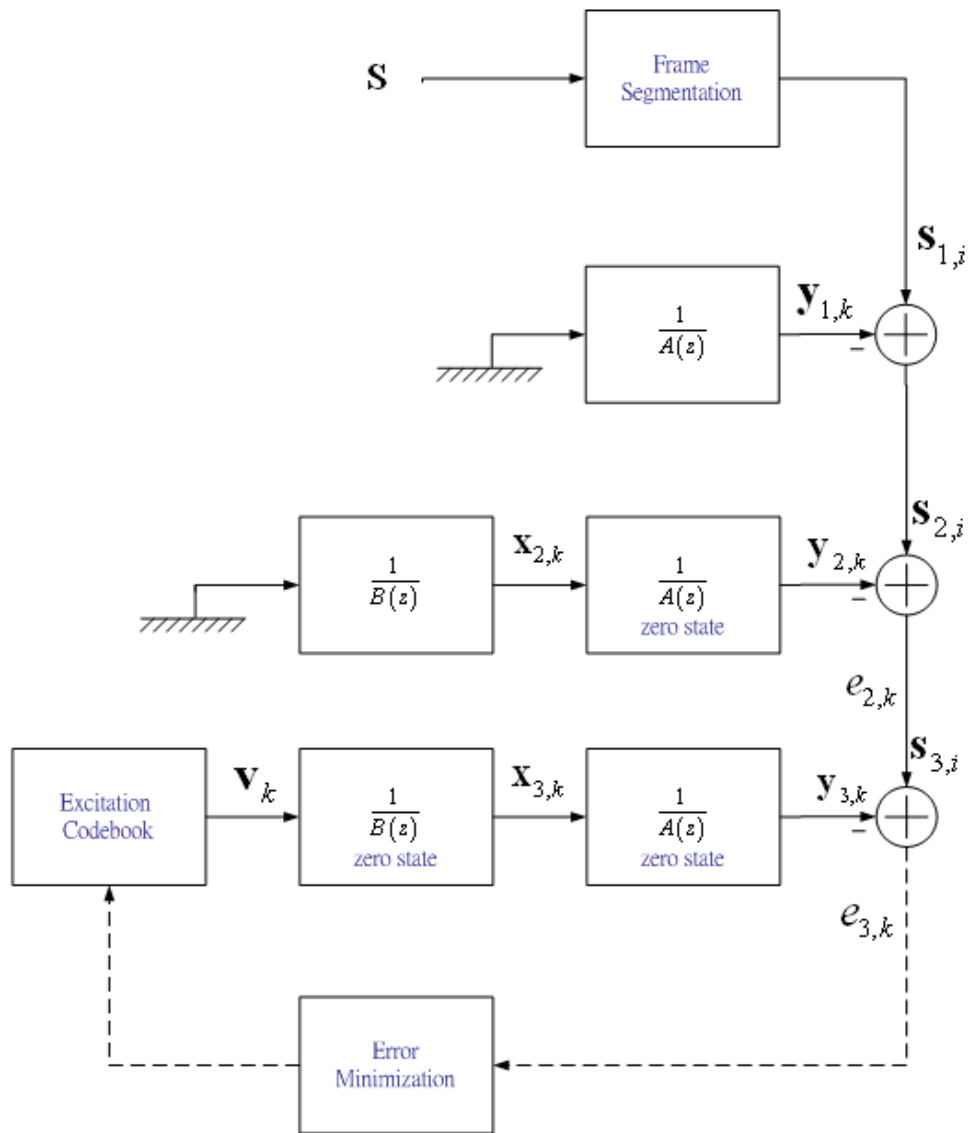 S
Frame
Segmentation
s1,i
1
A(z)
y1,k
−
+
s2,i
1
B(z)
x2,k
1
A(z)
zero state
y2,k
−
+
e2,k
s3,i
Excitation
Codebook
vk
1
B(z)
zero state
x3,k
1
A(z)
zero state
y3,k
−
+
e3,k
Error
Minimization